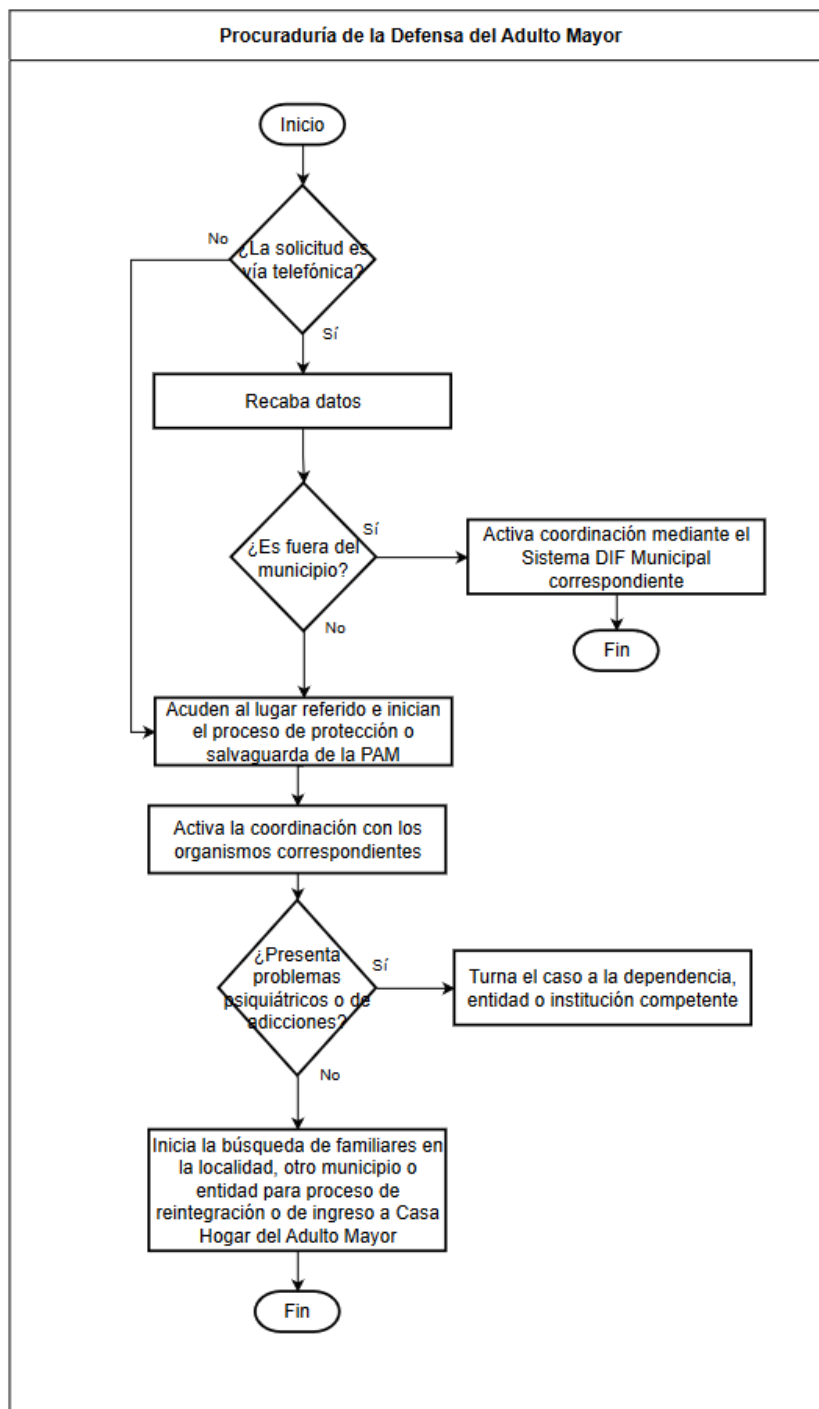 Procuraduría de la Defensa del Adulto Mayor
Inicio
No
¿La solicitud es
vía telefónica?
Sí
Recaba datos
¿Es fuera del
municipio?
Sí
Activa coordinación mediante el
Sistema DIF Municipal
correspondiente
No
Fin
Acuden al lugar referido e inician
el proceso de protección o
salvaguarda de la PAM
Activa la coordinación con los
organismos correspondientes
¿Presenta
problemas
psiquiátricos o de
adicciones?
Sí
Turna el caso a la dependencia,
entidad o institución competente
No
Inicia la búsqueda de familiares en
la localidad, otro municipio o
entidad para proceso de
reintegración o de ingreso a Casa
Hogar del Adulto Mayor
Fin